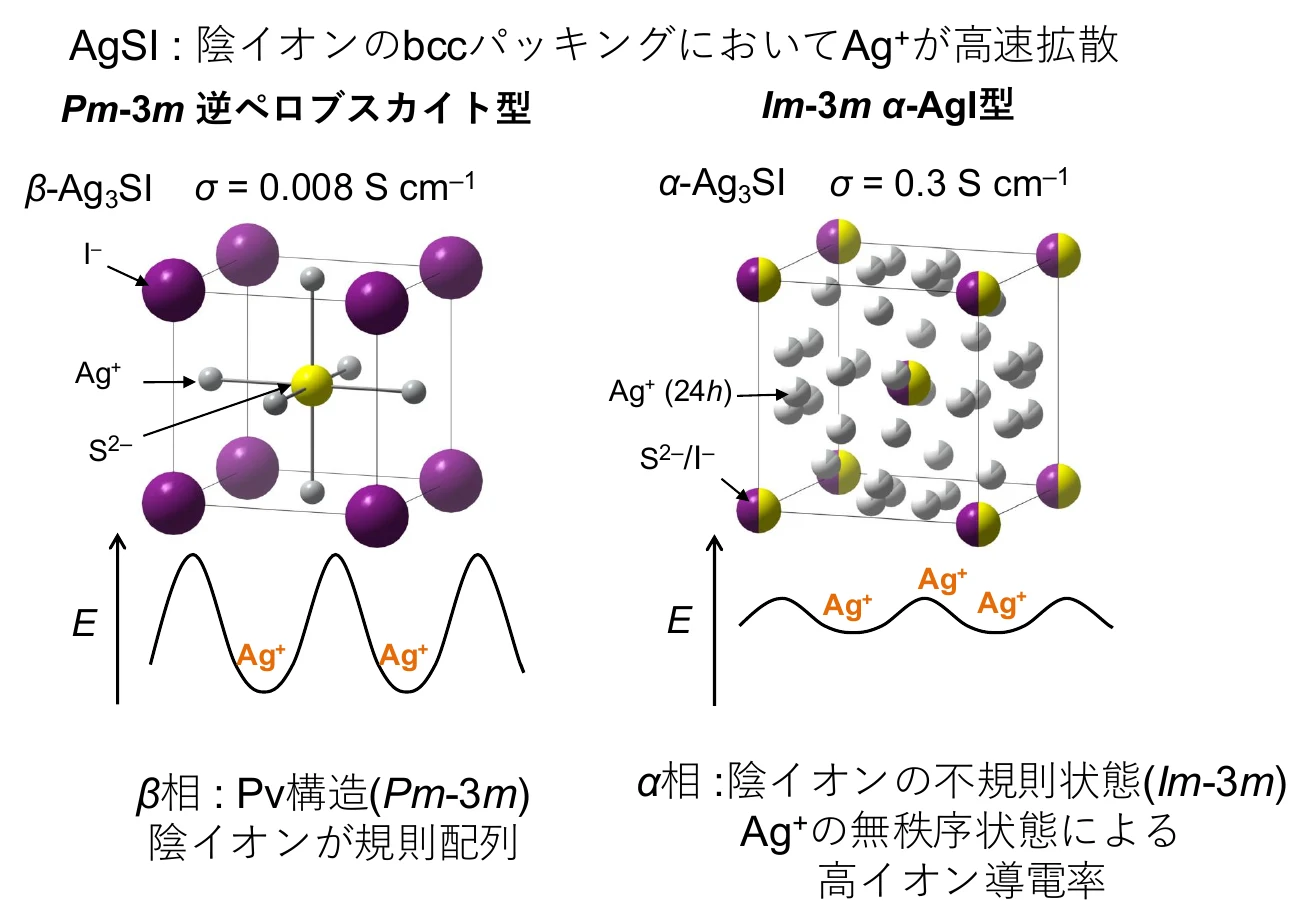 AgSI : 陰イオンのbccパッキングにおいてAg⁺が高速拡散
Pm-3m 逆ペロブスカイト型
β-Ag₃SI σ = 0.008 S cm⁻¹
I⁻
Ag⁺
S²⁻
E
Ag⁺ Ag⁺
β相 : Pv構造(Pm-3m)
陰イオンが規則配列
Im-3m α-AgI型
α-Ag₃SI σ = 0.3 S cm⁻¹
Ag⁺ (24h)
S²⁻/I⁻
E
Ag⁺ Ag⁺ Ag⁺
α相 :陰イオンの不規則状態(Im-3m)
Ag⁺の無秩序状態による
高イオン導電率